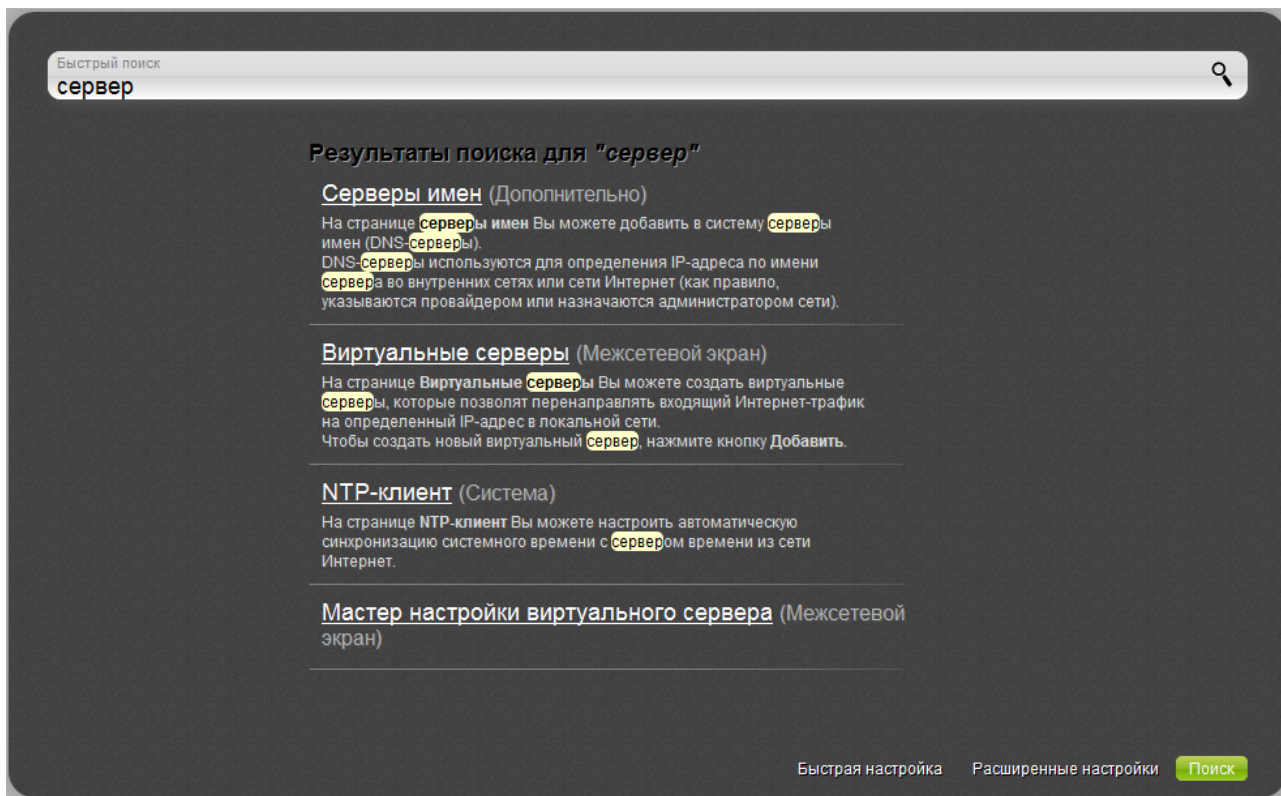 Быстрый поиск
сервер
Результаты поиска для "сервер"
Серверы имен (Дополнительно)
На странице серверы имен Вы можете добавить в систему серверы
имен (DNS-серверы).
DNS-серверы используются для определения IP-адреса по имени
сервера во внутренних сетях или сети Интернет (как правило,
указываются провайдером или назначаются администратором сети).
Виртуальные серверы (Межсетевой экран)
На странице Виртуальные серверы Вы можете создать виртуальные
серверы, которые позволят перенаправлять входящий Интернет-трафик
на определенный IP-адрес в локальной сети.
Чтобы создать новый виртуальный сервер, нажмите кнопку Добавить.
NTP-клиент (Система)
На странице NTP-клиент Вы можете настроить автоматическую
синхронизацию системного времени с сервером времени из сети
Интернет.
Мастер настройки виртуального сервера (Межсетевой
экран)
Быстрая настройка Расширенные настройки Поиск